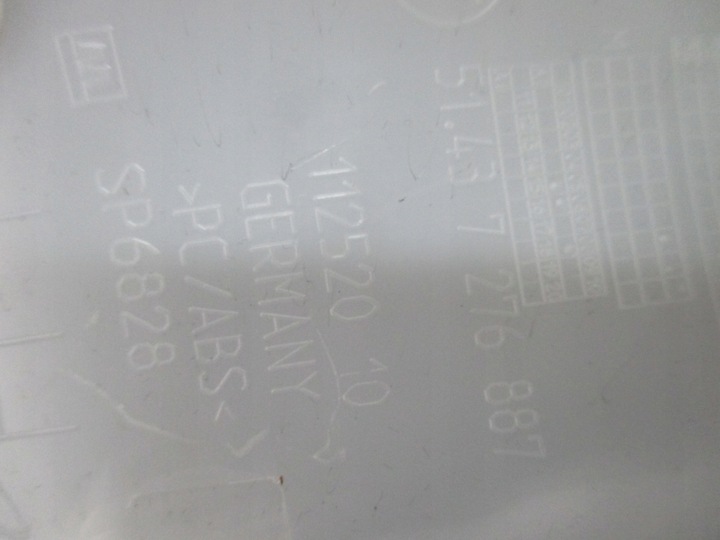 51.43 7 276 887
112520 10
GERMANY
>PC/ABS<
SP6828